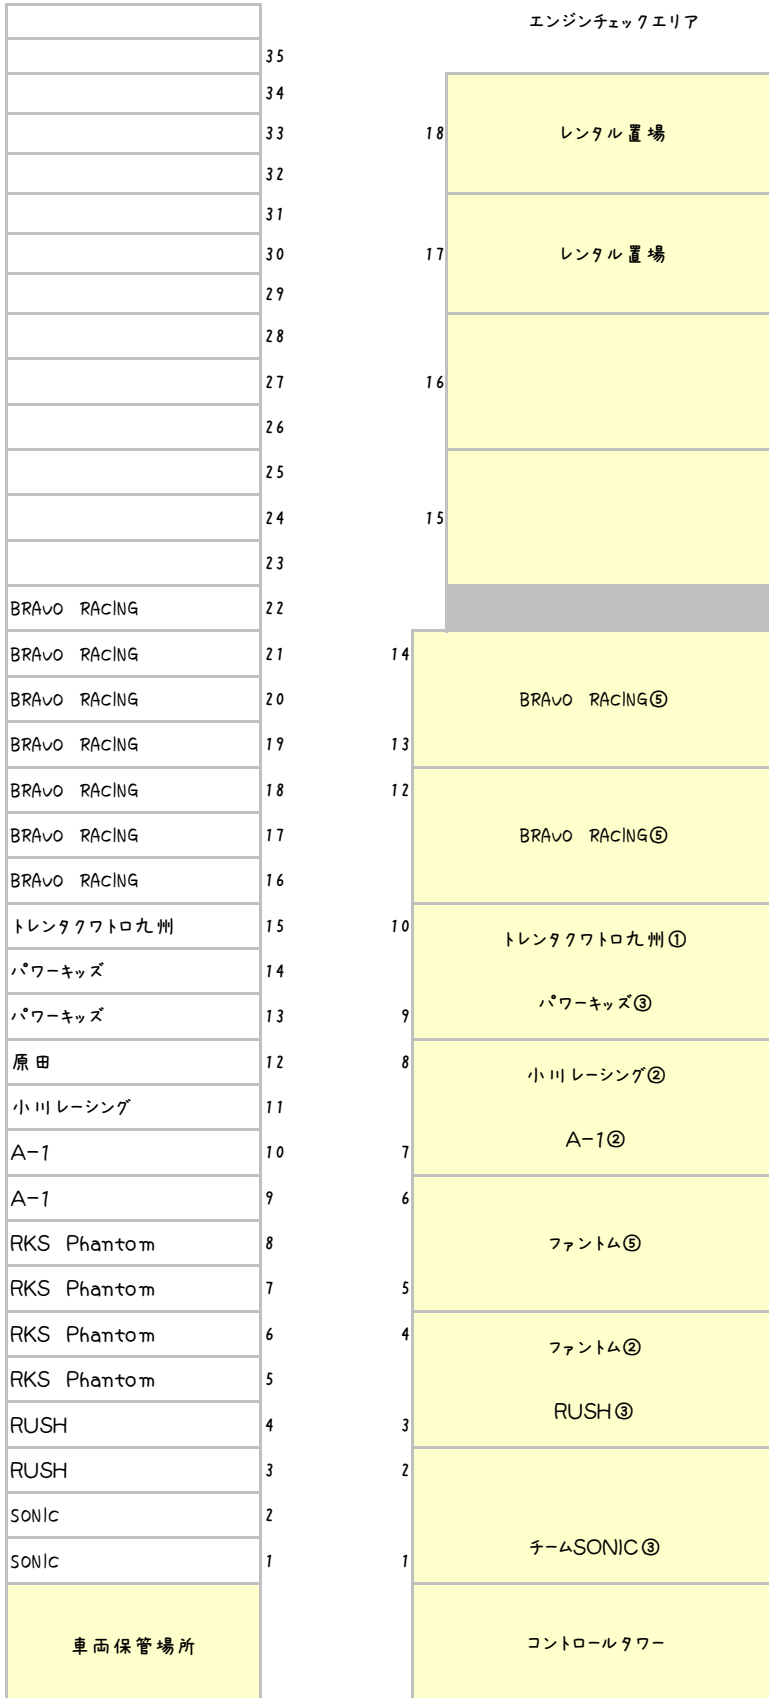 エンジンチェックエリア
35
34
33
18 レンタル置場
32
31
30
17 レンタル置場
29
28
27
16
26
25
24
15
23
BRAVO RACING 22
BRAVO RACING 21
14
BRAVO RACING 20
BRAVO RACING⑤
BRAVO RACING 19
13
BRAVO RACING 18
12
BRAVO RACING 17
BRAVO RACING⑤
BRAVO RACING 16
トレンタクワトロ九州 15
10
トレンタクワトロ九州①
パワーキッズ 14
パワーキッズ③
パワーキッズ 13
9
原田 12
8
小川レーシング②
小川レーシング 11
A-1②
A-1 10
7
A-1 9
6
RKS Phantom 8
ファントム⑤
RKS Phantom 7
5
RKS Phantom 6
4
ファントム②
RKS Phantom 5
RUSH③
RUSH 4
3
RUSH 3
2
SONIC 2
チームSONIC③
SONIC 1
1
車両保管場所
コントロールタワー